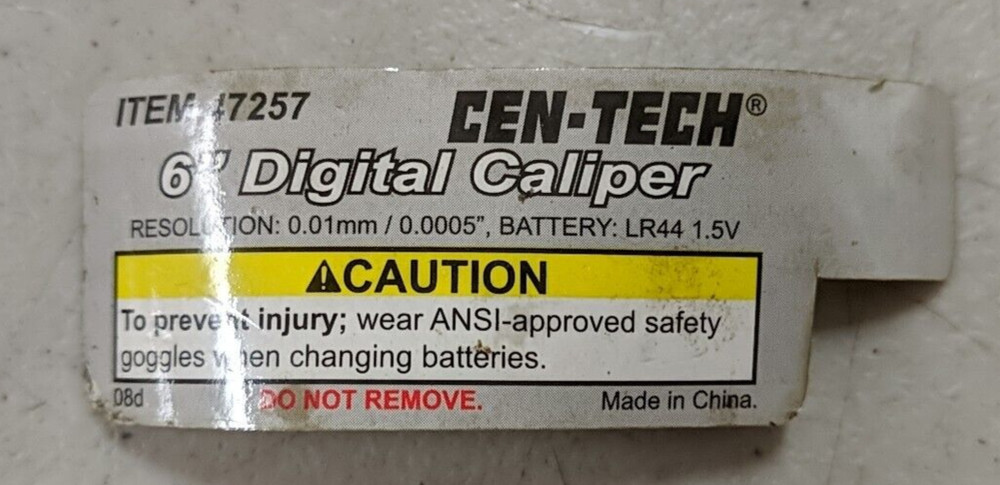 ITEM 47257
CEN-TECH®
6" Digital Caliper
RESOLUTION: 0.01mm / 0.0005”, BATTERY: LR44 1.5V
⚠CAUTION
To prevent injury; wear ANSI-approved safety
goggles when changing batteries.
08d DO NOT REMOVE. Made in China.